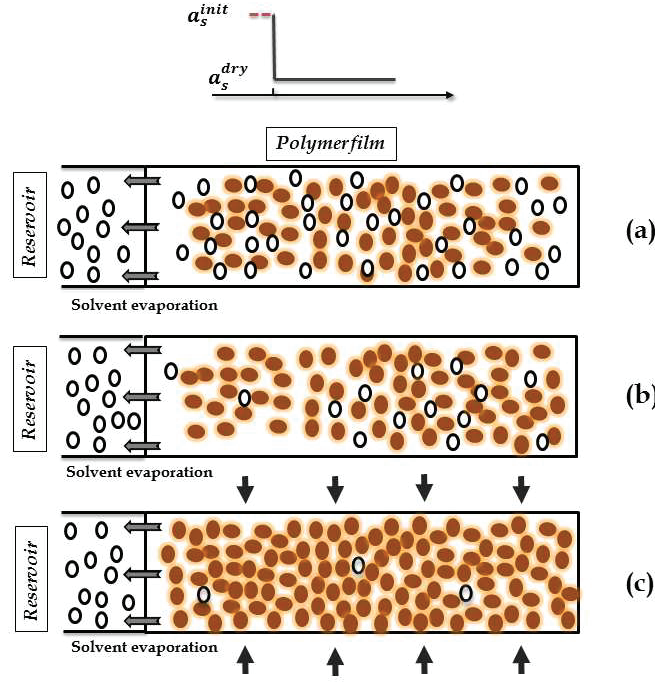 a_s^init
a_s^dry
Polymerfilm
Reservoir
(a)
Solvent evaporation
Reservoir
(b)
Solvent evaporation
Reservoir
(c)
Solvent evaporation